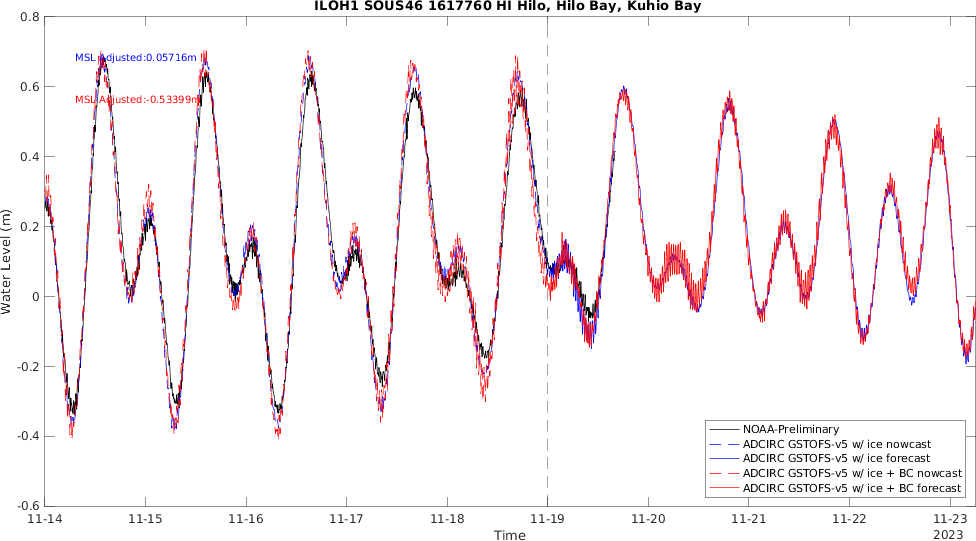 ILOH1 SOUS46 1617760 HI Hilo, Hilo Bay, Kuhio Bay
0.8
MSL Adjusted:0.05716m
0.6
MSL Adjusted:-0.53399m
0.4
0.2
Water Level (m)
0
-0.2
-0.4
NOAA-Preliminary
ADCIRC GSTOFS-v5 w/ ice nowcast
ADCIRC GSTOFS-v5 w/ ice forecast
ADCIRC GSTOFS-v5 w/ ice + BC nowcast
ADCIRC GSTOFS-v5 w/ ice + BC forecast
-0.6
11-14 11-15 11-16 11-17 11-18 11-19 11-20 11-21 11-22 11-23
Time 2023